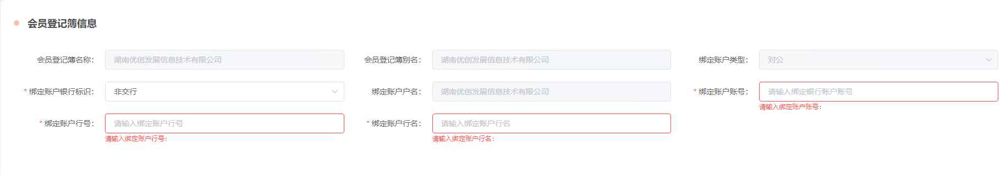 会员登记簿信息
会员登记簿名称： 湖南优创发展信息技术有限公司 会员登记簿别名： 湖南优创发展信息技术有限公司 绑定账户类型： 对公
* 绑定账户银行标识： 非交行 绑定账户户名： 湖南优创发展信息技术有限公司 * 绑定账户账号： 请输入绑定银行账户账号
请输入绑定账户账号：
* 绑定账户行号： 请输入绑定账户行号 * 绑定账户行名： 请输入绑定账户行名
请输入绑定账户行号： 请输入绑定账户行名：